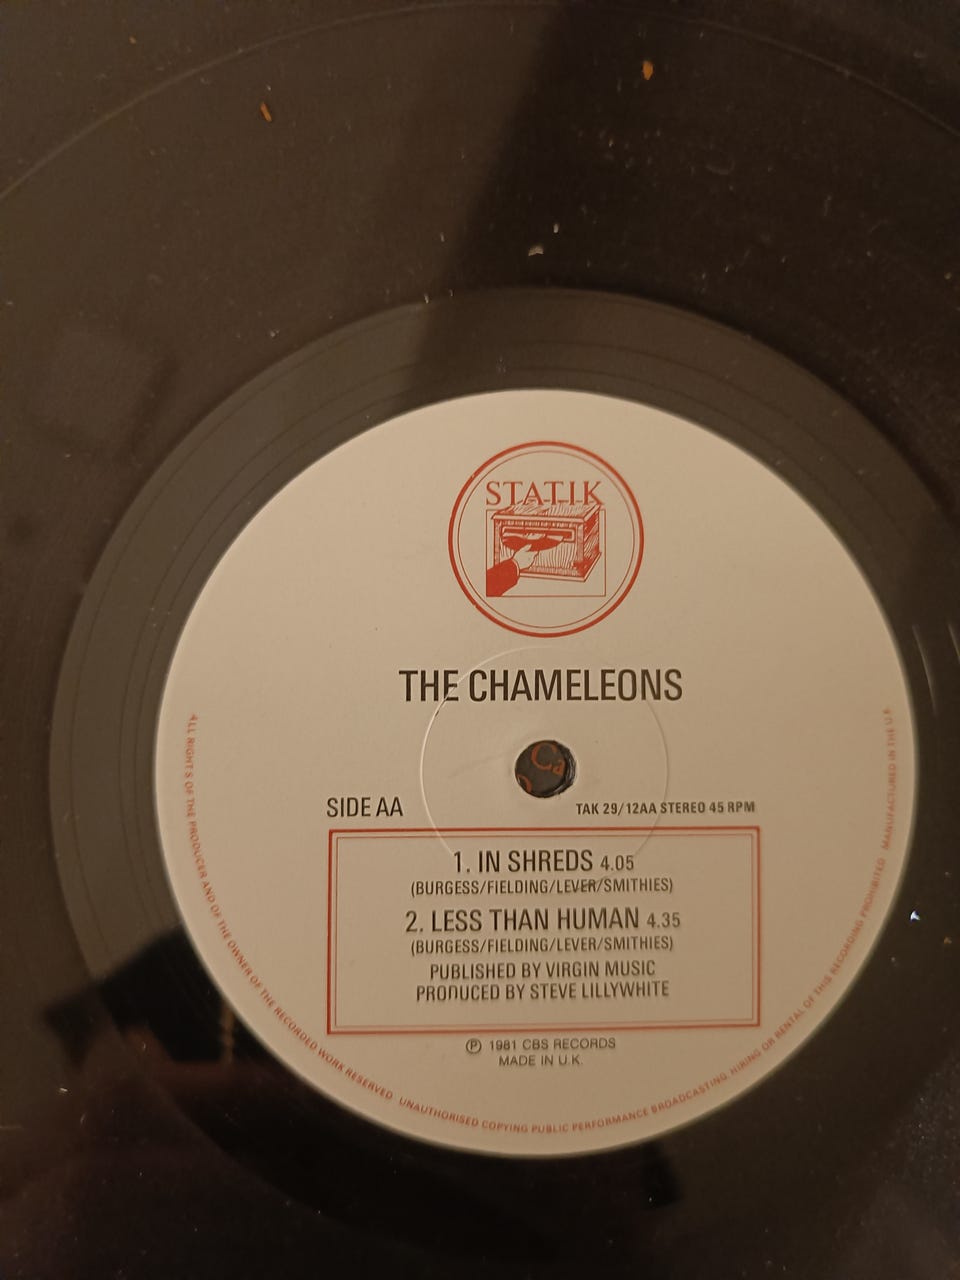 STATIK
THE CHAMELEONS
SIDE AA
TAK 29/12AA STEREO 45 RPM
1. IN SHREDS 4.05
(BURGESS/FIELDING/LEVER/SMITHIES)
2. LESS THAN HUMAN 4.35
(BURGESS/FIELDING/LEVER/SMITHIES)
PUBLISHED BY VIRGIN MUSIC
PRODUCED BY STEVE LILLYWHITE
Ⓟ 1981 CBS RECORDS
MADE IN U.K.
ALL RIGHTS OF THE PRODUCER AND OF THE OWNER OF THE RECORDED WORK RESERVED UNAUTHORISED COPYING PUBLIC PERFORMANCE BROADCASTING, HIRING OR RENTAL OF THIS RECORDING PROHIBITED MANUFACTURED IN THE U.K